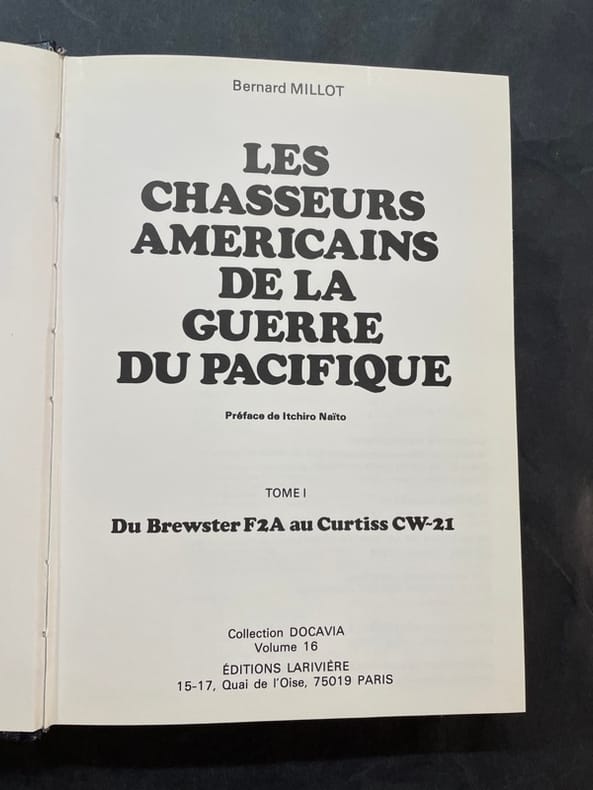 Bernard MILLOT
LES
CHASSEURS
AMERICAINS
DE LA
GUERRE
DU PACIFIQUE
Préface de Itchiro Naïto
TOME I
Du Brewster F2A au Curtiss CW-21
Collection DOCAVIA
Volume 16
ÉDITIONS LARIVIÈRE
15-17, Quai de l'Oise, 75019 PARIS